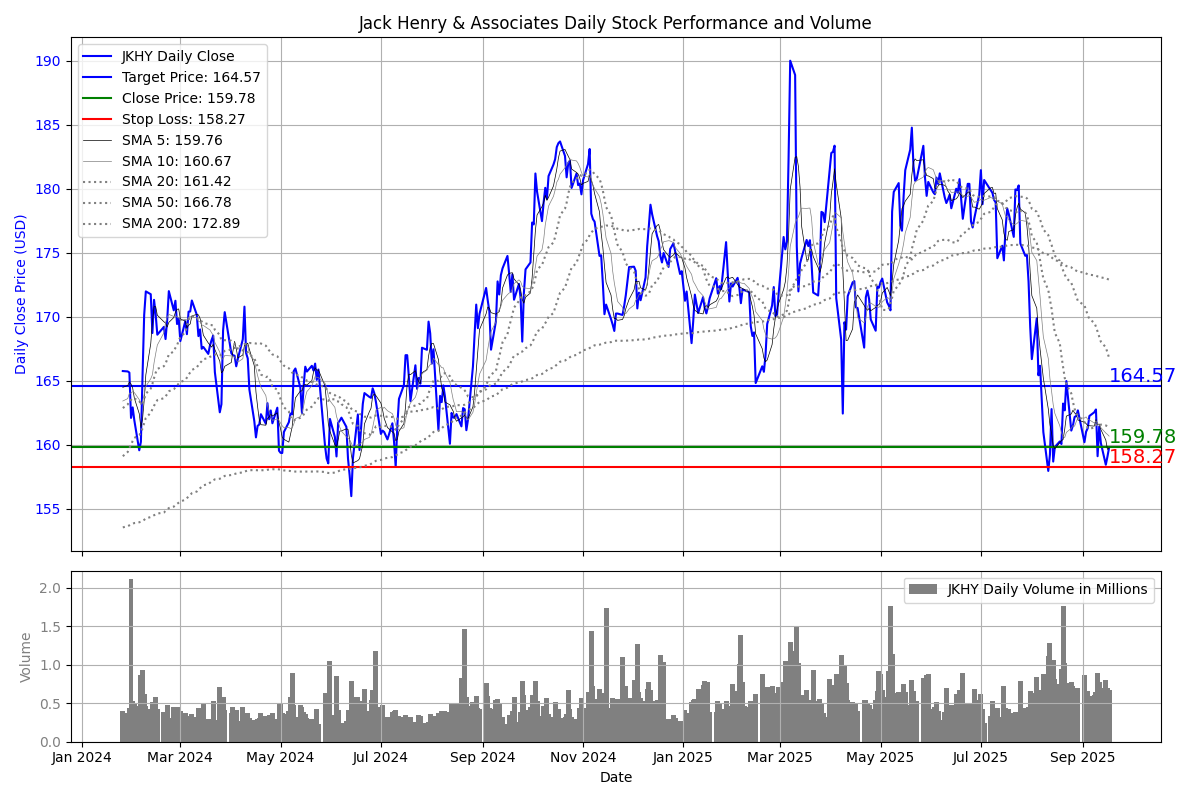 Jack Henry & Associates Daily Stock Performance and Volume
JKHY Daily Close
Target Price: 164.57
Close Price: 159.78
Stop Loss: 158.27
SMA 5: 159.76
SMA 10: 160.67
SMA 20: 161.42
SMA 50: 166.78
SMA 200: 172.89
Daily Close Price (USD)
190
185
180
175
170
165
160
155
164.57
159.78
158.27
JKHY Daily Volume in Millions
Volume
2.0
1.5
1.0
0.5
0.0
Jan 2024
Mar 2024
May 2024
Jul 2024
Sep 2024
Nov 2024
Jan 2025
Mar 2025
May 2025
Jul 2025
Sep 2025
Date